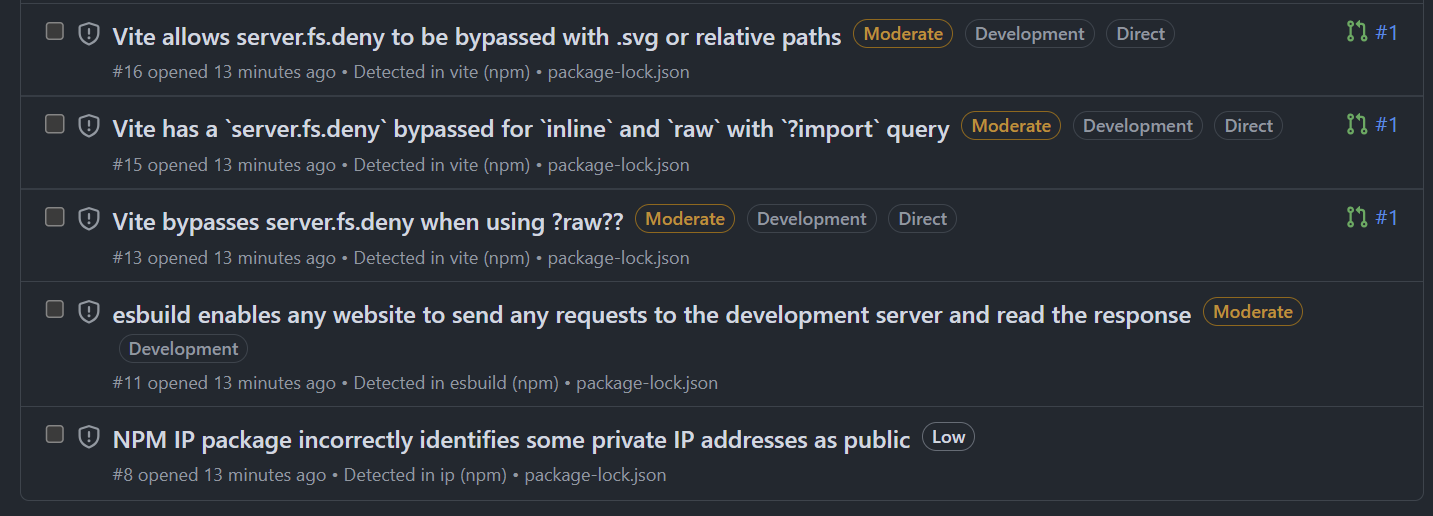 Vite allows server.fs.deny to be bypassed with .svg or relative paths Moderate Development Direct #1
#16 opened 13 minutes ago • Detected in vite (npm) • package-lock.json
Vite has a `server.fs.deny` bypassed for `inline` and `raw` with `?import` query Moderate Development Direct #1
#15 opened 13 minutes ago • Detected in vite (npm) • package-lock.json
Vite bypasses server.fs.deny when using ?raw?? Moderate Development Direct #1
#13 opened 13 minutes ago • Detected in vite (npm) • package-lock.json
esbuild enables any website to send any requests to the development server and read the response Moderate
Development
#11 opened 13 minutes ago • Detected in esbuild (npm) • package-lock.json
NPM IP package incorrectly identifies some private IP addresses as public Low
#8 opened 13 minutes ago • Detected in ip (npm) • package-lock.json